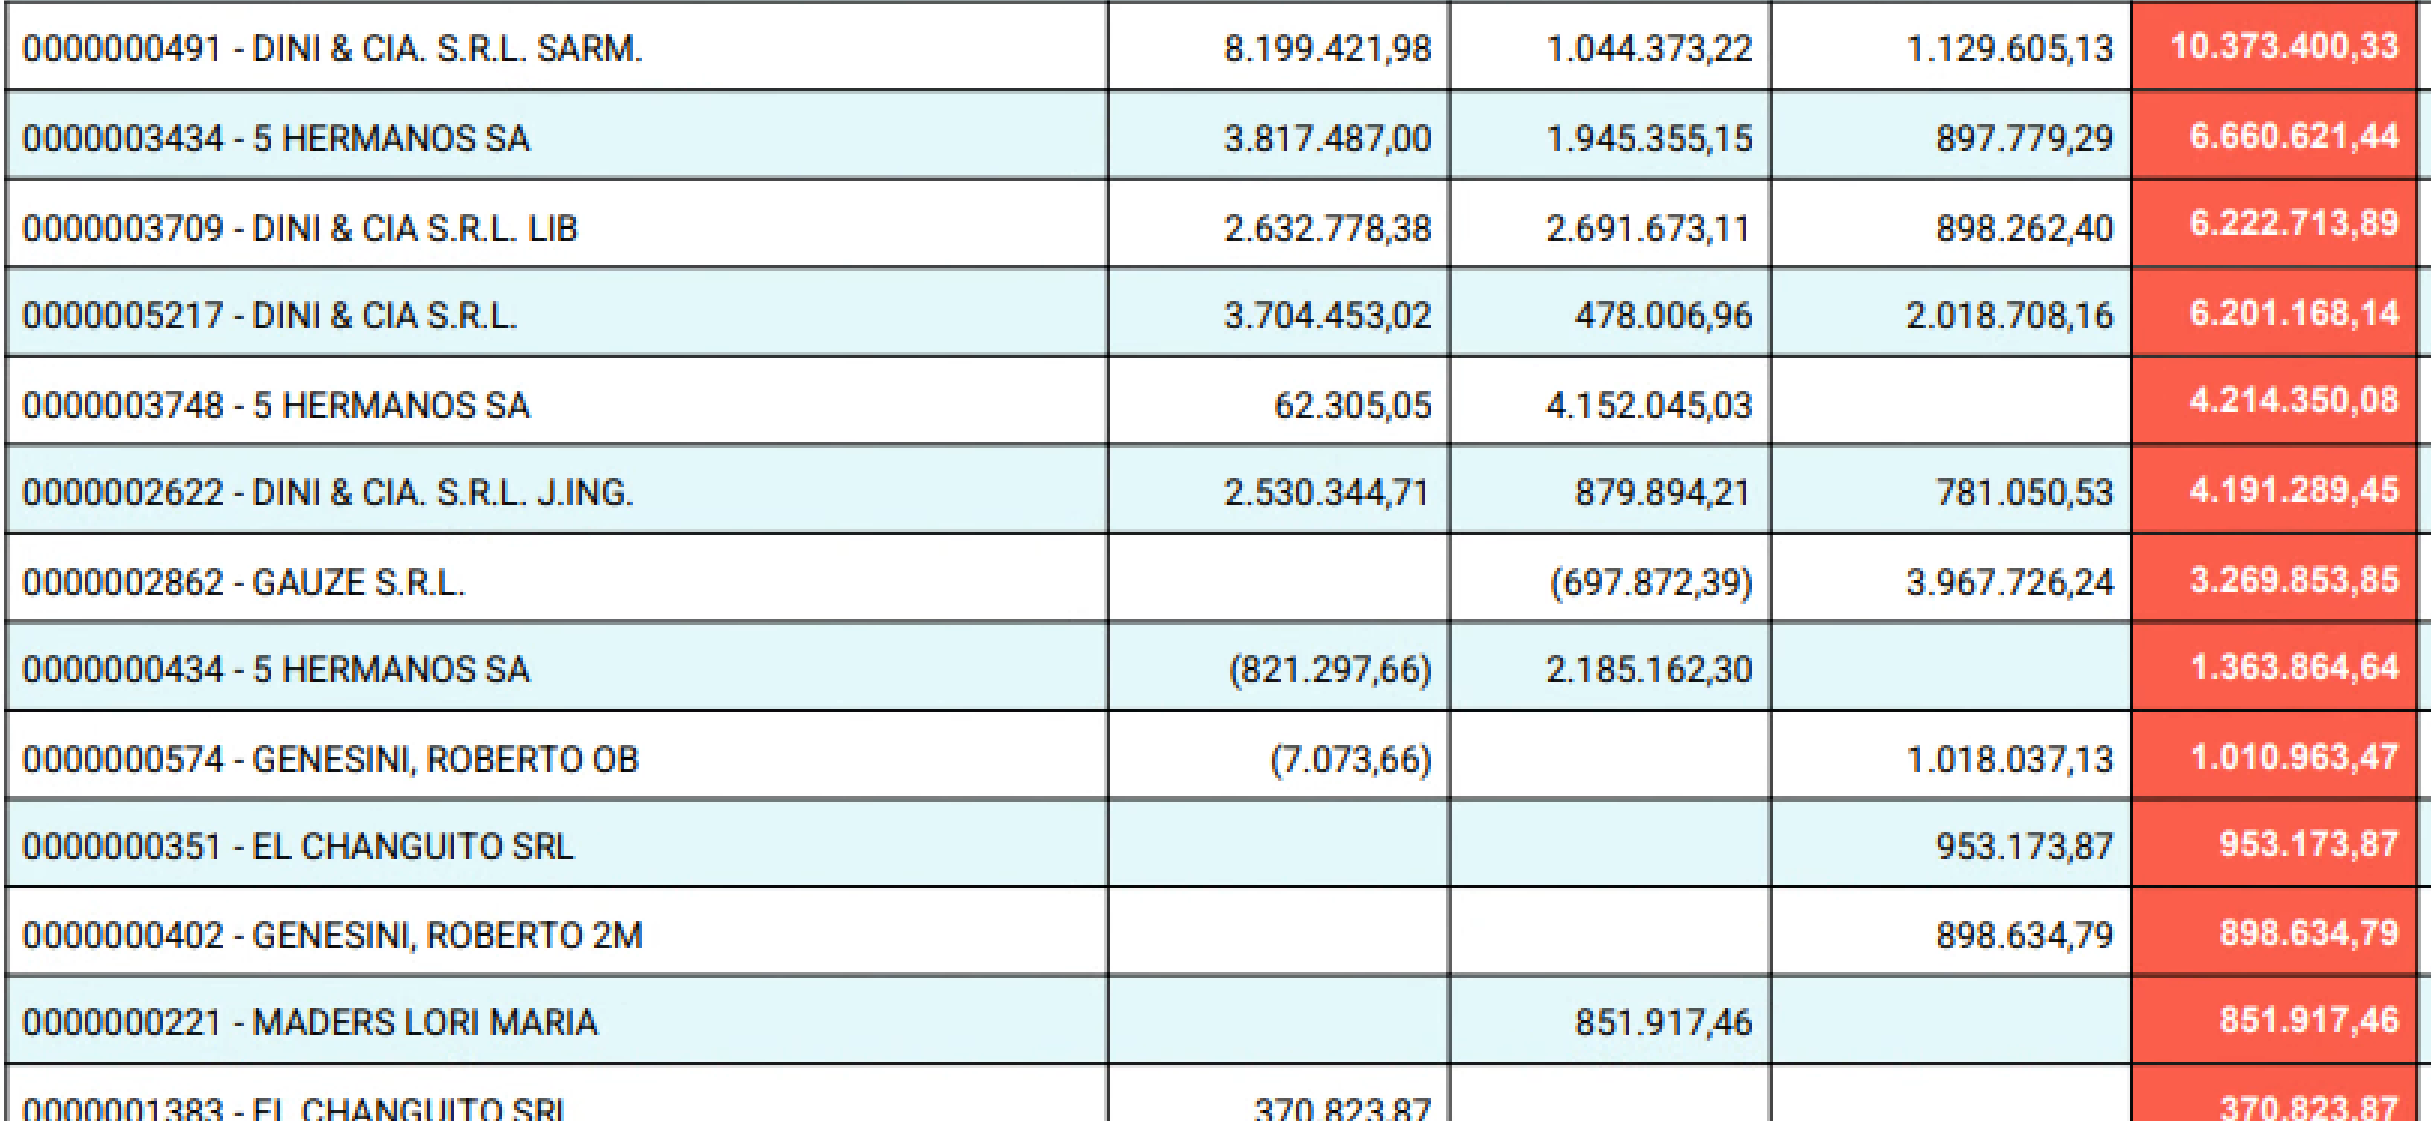 0000000491 - DINI & CIA. S.R.L. SARM. 8.199.421,98 1.044.373,22 1.129.605,13 10.373.400,33
0000003434 - 5 HERMANOS SA 3.817.487,00 1.945.355,15 897.779,29 6.660.621,44
0000003709 - DINI & CIA S.R.L. LIB 2.632.778,38 2.691.673,11 898.262,40 6.222.713,89
0000005217 - DINI & CIA S.R.L. 3.704.453,02 478.006,96 2.018.708,16 6.201.168,14
0000003748 - 5 HERMANOS SA 62.305,05 4.152.045,03 4.214.350,08
0000002622 - DINI & CIA. S.R.L. J.ING. 2.530.344,71 879.894,21 781.050,53 4.191.289,45
0000002862 - GAUZE S.R.L. (697.872,39) 3.967.726,24 3.269.853,85
0000000434 - 5 HERMANOS SA (821.297,66) 2.185.162,30 1.363.864,64
0000000574 - GENESINI, ROBERTO OB (7.073,66) 1.018.037,13 1.010.963,47
0000000351 - EL CHANGUITO SRL 953.173,87 953.173,87
0000000402 - GENESINI, ROBERTO 2M 898.634,79 898.634,79
0000000221 - MADERS LORI MARIA 851.917,46 851.917,46
0000001383 - EL CHANGUITO SRL 370.823,87 370.823,87